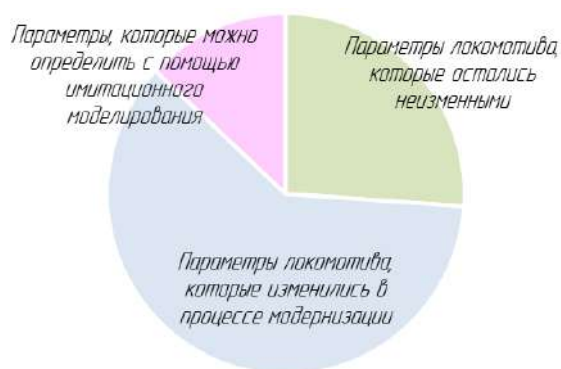 Параметры, которые можно
определить с помощью
имитационного
моделирования
Параметры локомотива,
которые остались
неизменными
Параметры локомотива,
которые изменились в
процессе модернизации